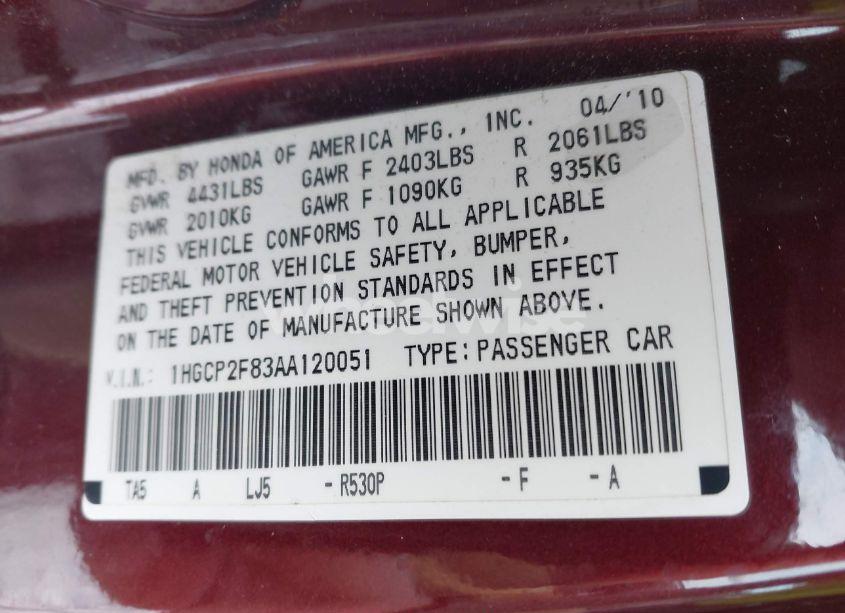 MFD. BY HONDA OF AMERICA MFG., INC. 04/'10
GVWR 4431LBS GAWR F 2403LBS R 2061LBS
GVWR 2010KG GAWR F 1090KG R 935KG
THIS VEHICLE CONFORMS TO ALL APPLICABLE
FEDERAL MOTOR VEHICLE SAFETY, BUMPER,
AND THEFT PREVENTION STANDARDS IN EFFECT
ON THE DATE OF MANUFACTURE SHOWN ABOVE.
V.I.N.: 1HGCP2F83AA120051 TYPE: PASSENGER CAR
TA5 A LJ5 -R530P -F -A